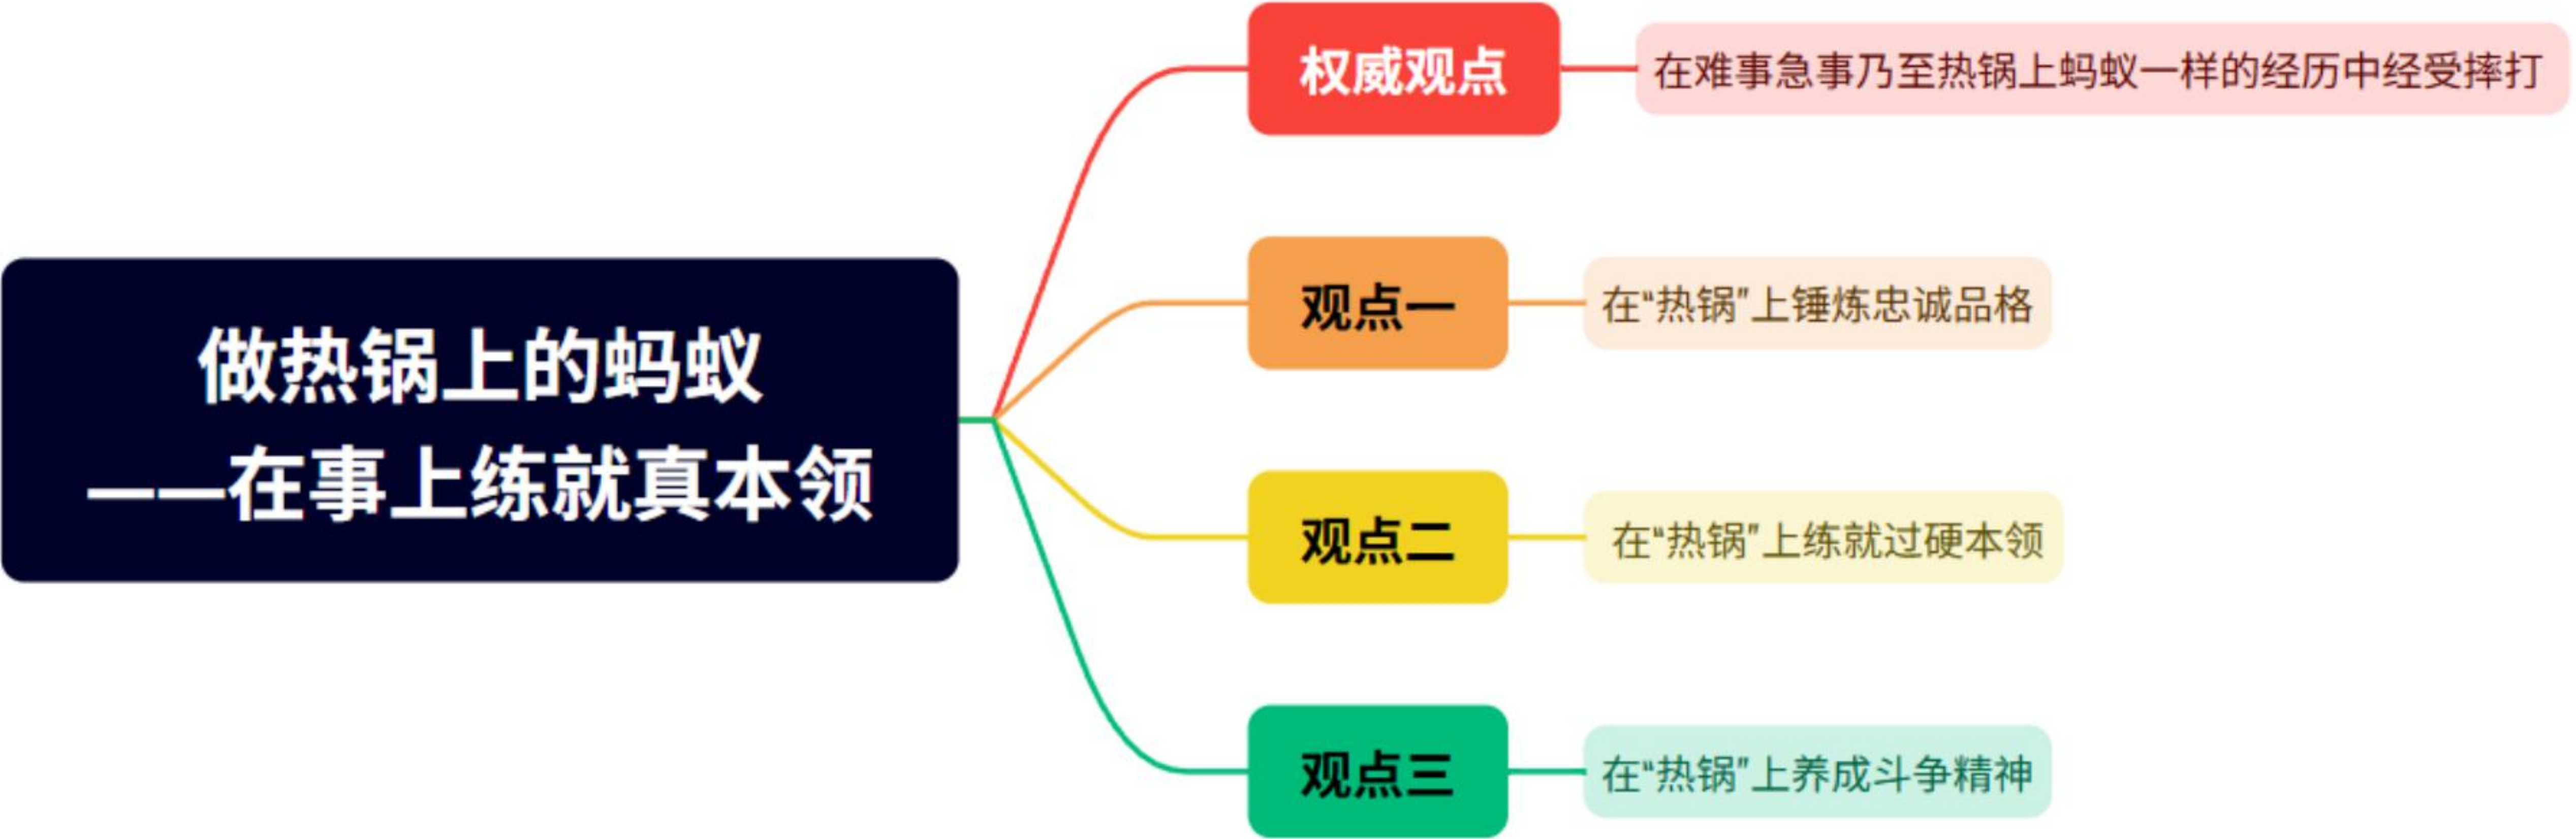 做热锅上的蚂蚁
——在事上练就真本领
权威观点
在难事急事乃至热锅上蚂蚁一样的经历中经受摔打
观点一
在“热锅”上锤炼忠诚品格
观点二
在“热锅”上练就过硬本领
观点三
在“热锅”上养成斗争精神